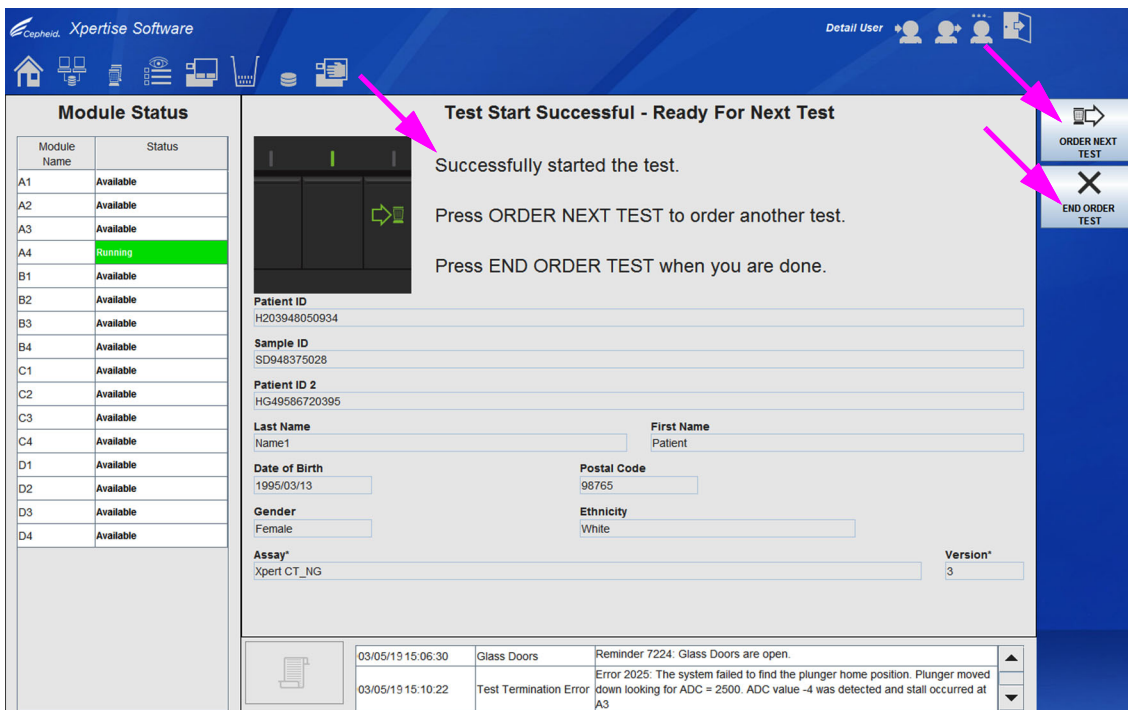 Cepheid. Xpertise Software
Detail User
Module Status
Test Start Successful - Ready For Next Test
ORDER NEXT
TEST
END ORDER
TEST
Module
Name
Status
A1 Available
A2 Available
A3 Available
A4 Running
B1 Available
B2 Available
B3 Available
B4 Available
C1 Available
C2 Available
C3 Available
C4 Available
D1 Available
D2 Available
D3 Available
D4 Available
Successfully started the test.
Press ORDER NEXT TEST to order another test.
Press END ORDER TEST when you are done.
Patient ID
H203948050934
Sample ID
SD948375028
Patient ID 2
HG49586720395
Last Name First Name
Name1 Patient
Date of Birth Postal Code
1995/03/13 98765
Gender Ethnicity
Female White
Assay* Version*
Xpert CT_NG 3
03/05/19 15:06:30 Glass Doors Reminder 7224: Glass Doors are open.
03/05/19 15:10:22 Test Termination Error Error 2025: The system failed to find the plunger home position. Plunger moved
down looking for ADC = 2500. ADC value -4 was detected and stall occurred at
A3